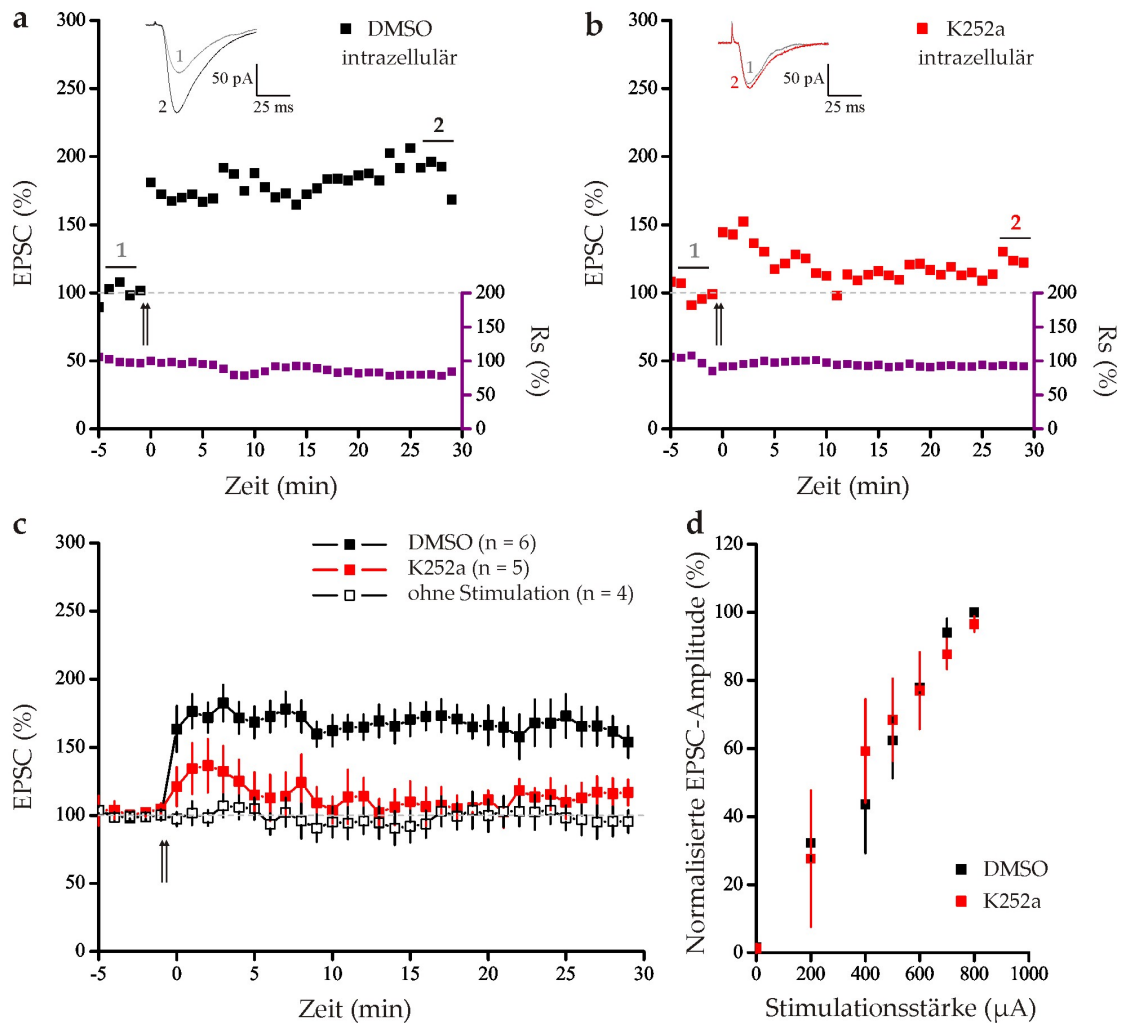 a
300
250
200
150
100
50
0
EPSC (%)
1
2
50 pA
25 ms
DMSO
intrazellulär
1
2
200
150
100
50
0
Rs (%)
-5 0 5 10 15 20 25 30
Zeit (min)
b
300
250
200
150
100
50
0
EPSC (%)
1
2
50 pA
25 ms
K252a
intrazellulär
1
2
200
150
100
50
0
Rs (%)
-5 0 5 10 15 20 25 30
Zeit (min)
c
300
250
200
150
100
50
0
EPSC (%)
DMSO (n = 6)
K252a (n = 5)
ohne Stimulation (n = 4)
-5 0 5 10 15 20 25 30
Zeit (min)
d
120
100
80
60
40
20
0
Normalisierte EPSC-Amplitude (%)
DMSO
K252a
0 200 400 600 800 1000
Stimulationsstärke (µA)